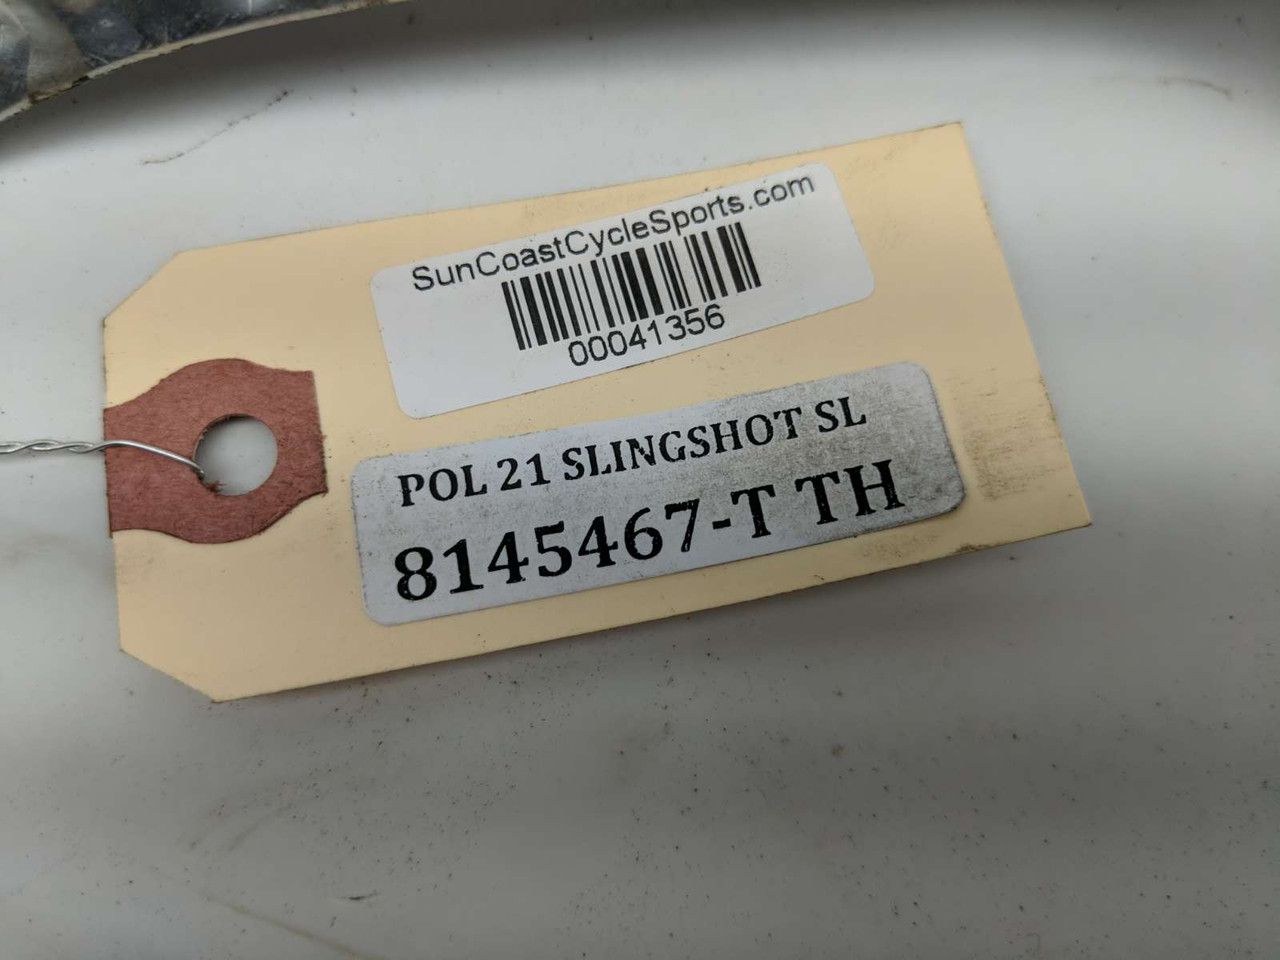 SunCoastCycleSports.com
00041356
POL 21 SLINGSHOT SL
8145467-T TH